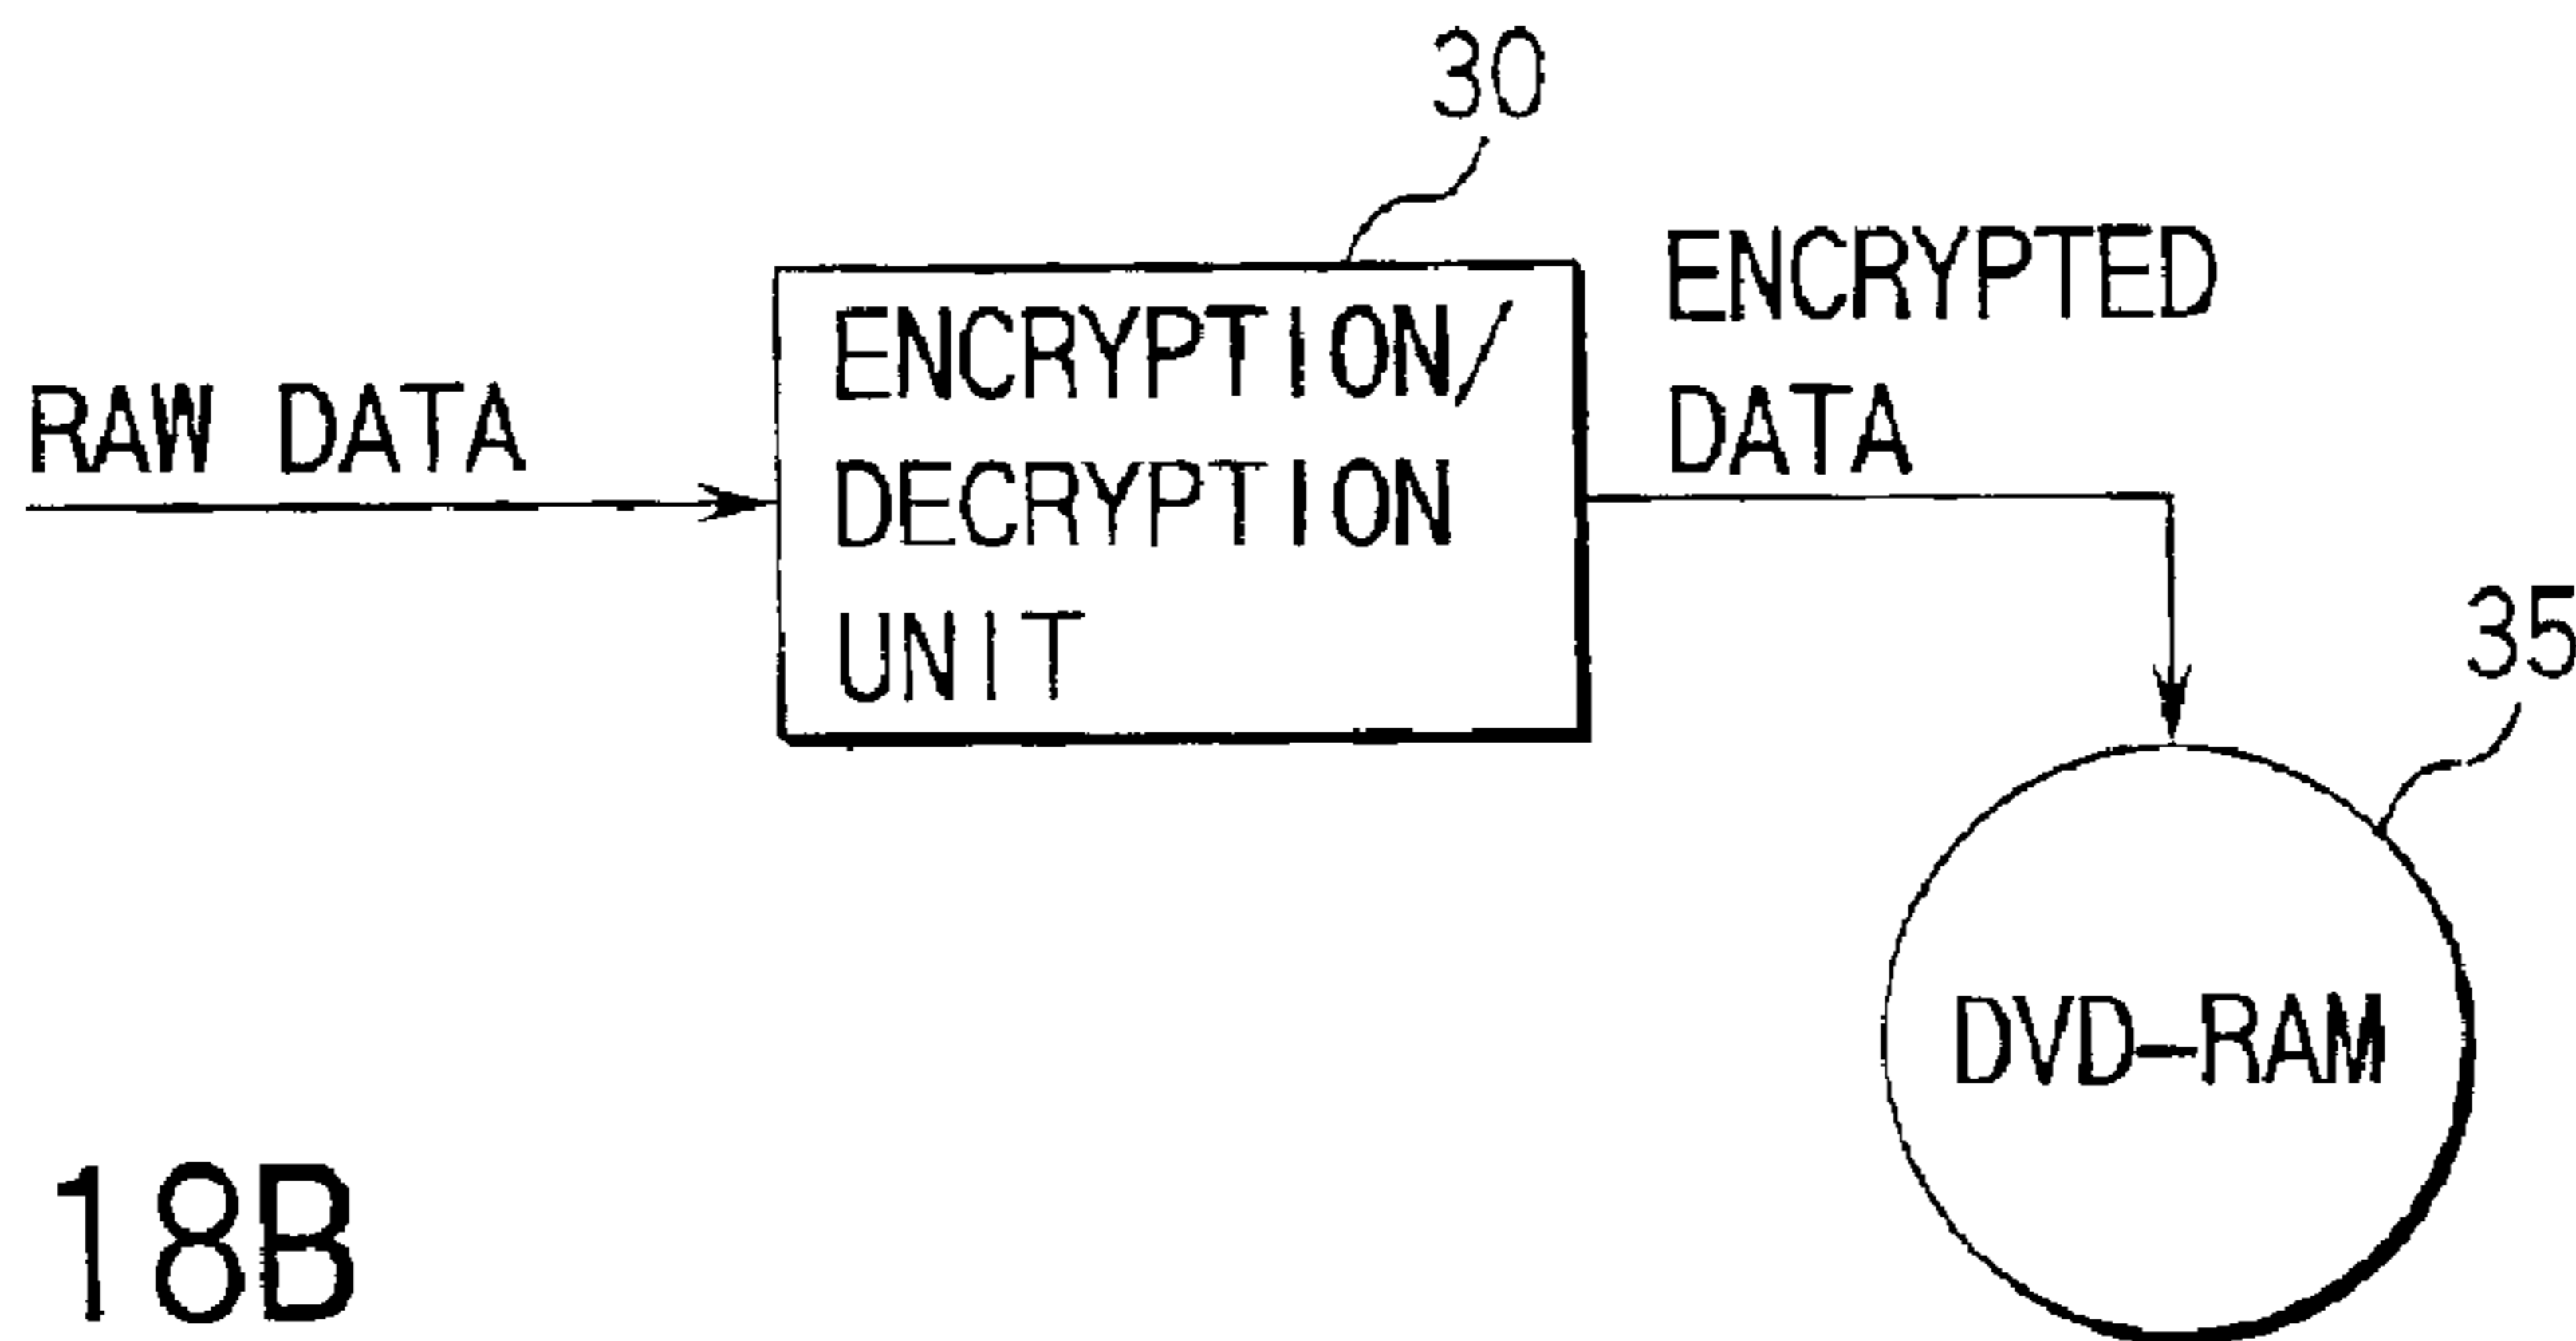 30
ENCRYPTED
DATA
RAW DATA
ENCRYPTION/
DECRYPTION
UNIT
35
DVD-RAM
18B